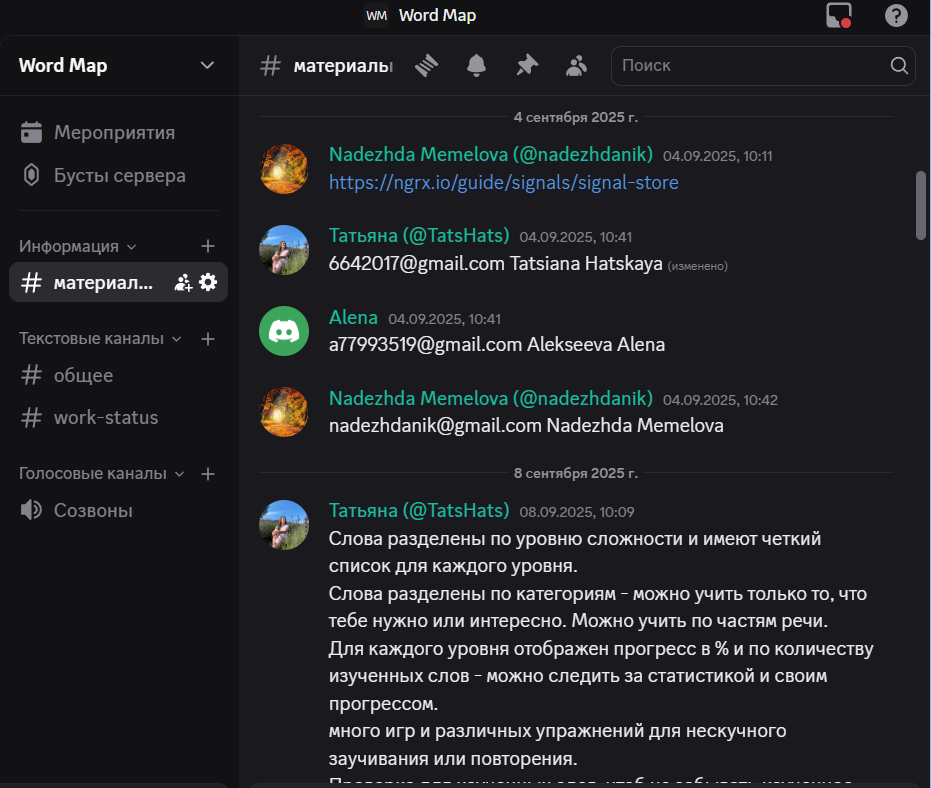 WM Word Map
Word Map
Мероприятия
Бусты сервера
Информация
материал...
Текстовые каналы
общее
work-status
Голосовые каналы
Созвоны
материалы
Поиск
4 сентября 2025 г.
Nadezhda Memelova (@nadezhdanik) 04.09.2025, 10:11
https://ngrx.io/guide/signals/signal-store
Татьяна (@TatsHats) 04.09.2025, 10:41
6642017@gmail.com Tatsiana Hatskaya (изменено)
Alena 04.09.2025, 10:41
a77993519@gmail.com Alekseeva Alena
Nadezhda Memelova (@nadezhdanik) 04.09.2025, 10:42
nadezhdanik@gmail.com Nadezhda Memelova
8 сентября 2025 г.
Татьяна (@TatsHats) 08.09.2025, 10:09
Слова разделены по уровню сложности и имеют четкий
список для каждого уровня.
Слова разделены по категориям - можно учить только то, что
тебе нужно или интересно. Можно учить по частям речи.
Для каждого уровня отображен прогресс в % и по количеству
изученных слов - можно следить за статистикой и своим
прогрессом.
много игр и различных упражнений для нескучного
заучивания или повторения.